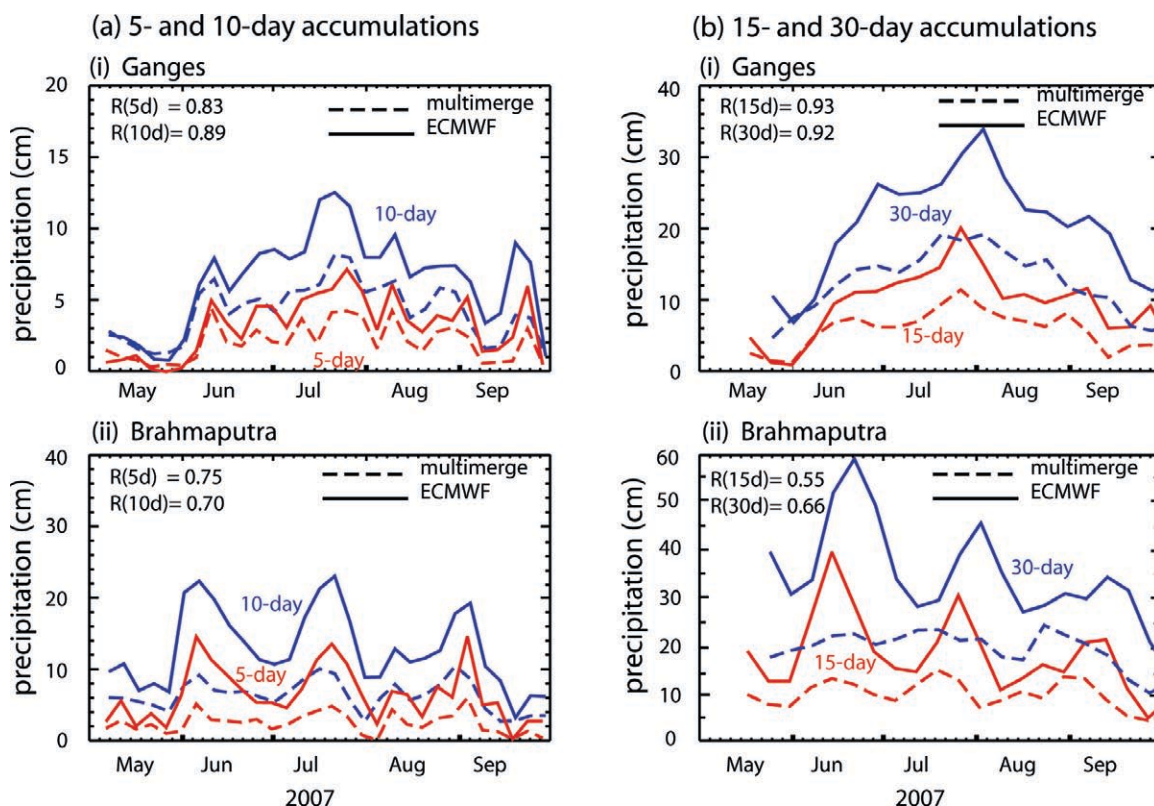 (a) 5- and 10-day accumulations
(i) Ganges
20
15
10
5
0
precipitation (cm)
R(5d) = 0.83
R(10d)= 0.89
multimerge
ECMWF
10-day
5-day
May Jun Jul Aug Sep
(ii) Brahmaputra
40
30
20
10
0
precipitation (cm)
R(5d) = 0.75
R(10d)= 0.70
multimerge
ECMWF
10-day
5-day
May Jun Jul Aug Sep
2007
(b) 15- and 30-day accumulations
(i) Ganges
40
30
20
10
0
precipitation (cm)
R(15d) = 0.93
R(30d)= 0.92
multimerge
ECMWF
30-day
15-day
May Jun Jul Aug Sep
(ii) Brahmaputra
60
50
40
30
20
10
0
precipitation (cm)
R(15d) = 0.55
R(30d)= 0.66
multimerge
ECMWF
30-day
15-day
May Jun Jul Aug Sep
2007